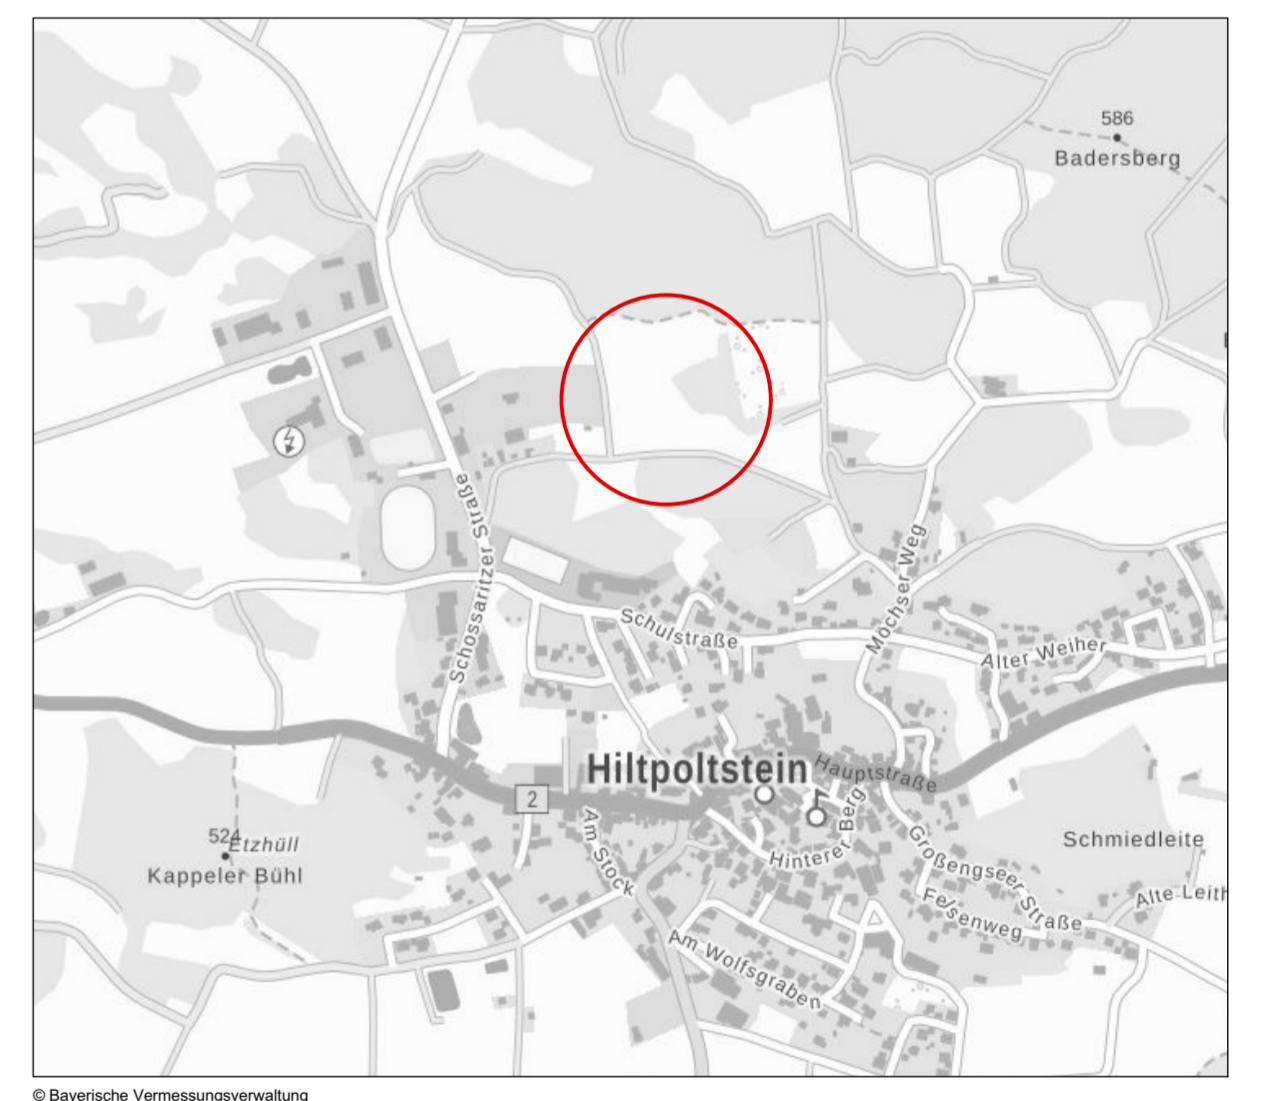 586
Badersberg
Schossaritzer Straße
Möchser Weg
Schulstraße
Alter Weiher
Hiltpoltstein
Hauptstraße
2
Am Stock
Hinterer Berg
524
Etzhüll
Kappeler Bühl
Großengseer Straße
Schmiedleite
Felsenweg
Alte Leith
Am Wolfsgraben
© Bayerische Vermessungsverwaltung